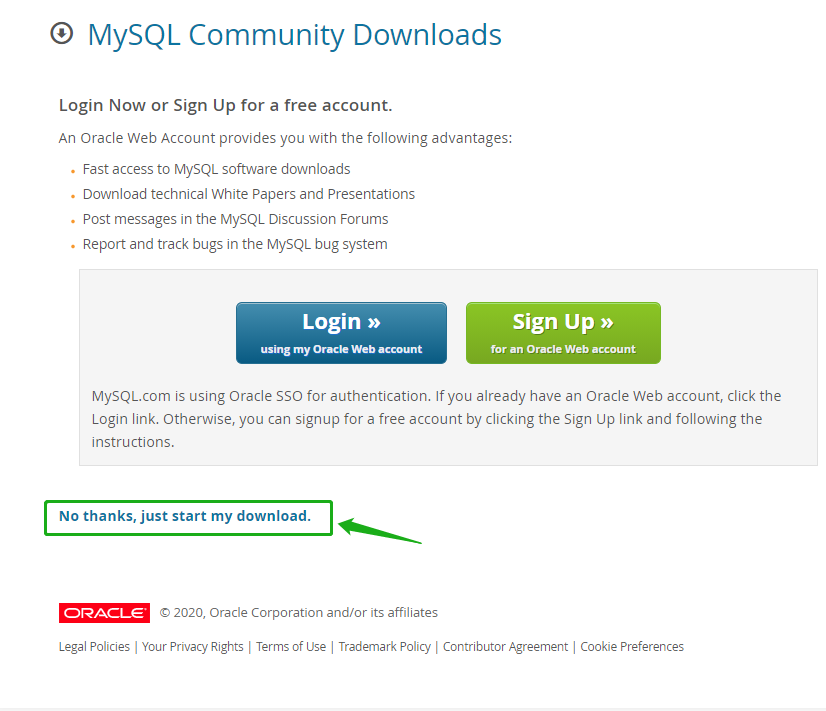 MySQL Community Downloads
Login Now or Sign Up for a free account.
An Oracle Web Account provides you with the following advantages:
Fast access to MySQL software downloads
Download technical White Papers and Presentations
Post messages in the MySQL Discussion Forums
Report and track bugs in the MySQL bug system
Login »
using my Oracle Web account
Sign Up »
for an Oracle Web account
MySQL.com is using Oracle SSO for authentication. If you already have an Oracle Web account, click the
Login link. Otherwise, you can signup for a free account by clicking the Sign Up link and following the
instructions.
No thanks, just start my download.
ORACLE © 2020, Oracle Corporation and/or its affiliates
Legal Policies | Your Privacy Rights | Terms of Use | Trademark Policy | Contributor Agreement | Cookie Preferences